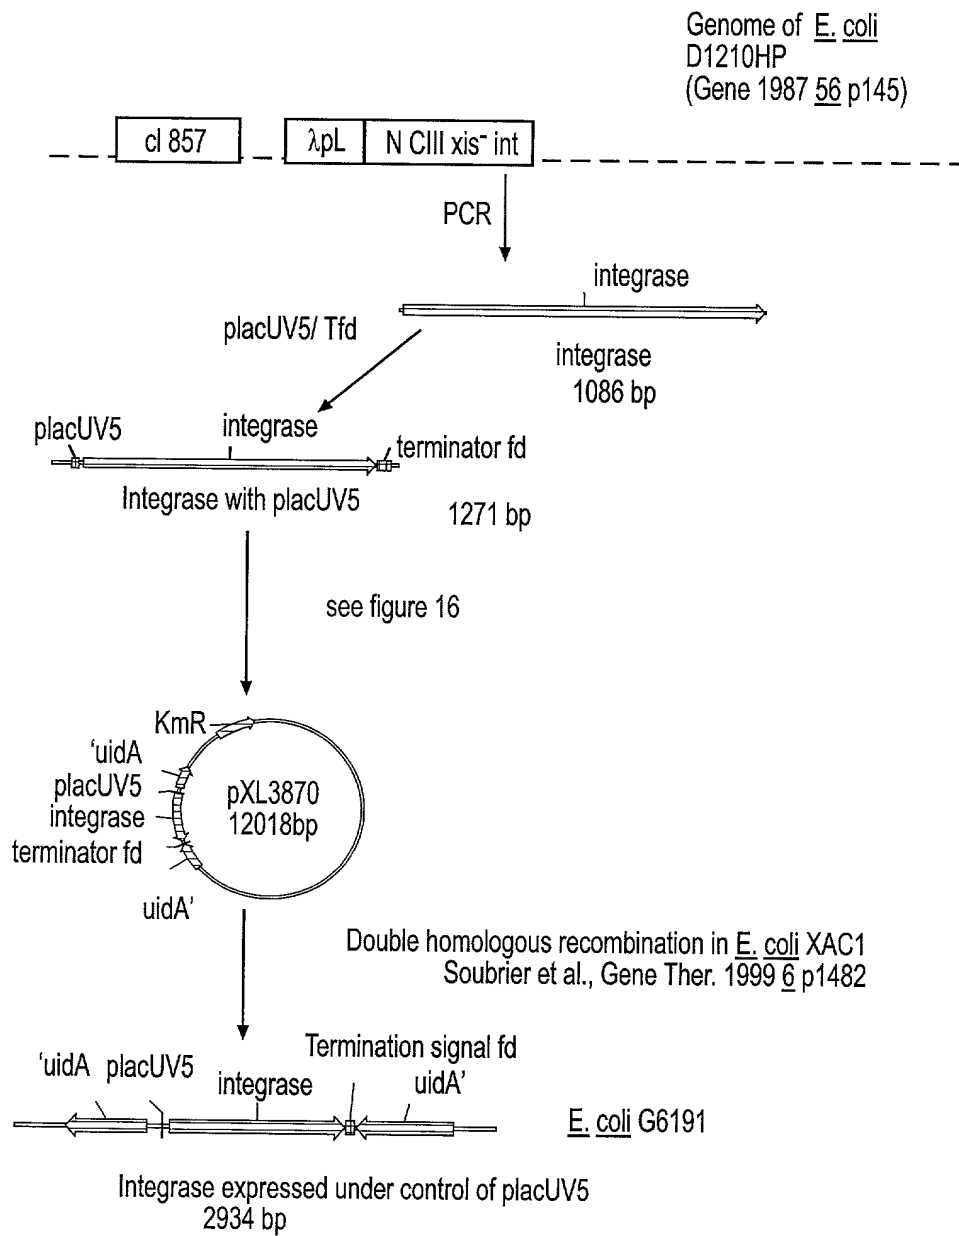 Genome of E. coli
D1210HP
(Gene 1987 56 p145)
cI 857
λpL
N CIII xis⁻ int
PCR
integrase
integrase
1086 bp
placUV5/ Tfd
placUV5
integrase
terminator fd
Integrase with placUV5
1271 bp
see figure 16
KmR
'uidA
placUV5
integrase
terminator fd
uidA'
pXL3870
12018bp
Double homologous recombination in E. coli XAC1
Soubrier et al., Gene Ther. 1999 6 p1482
Termination signal fd
'uidA
placUV5
integrase
uidA'
E. coli G6191
Integrase expressed under control of placUV5
2934 bp